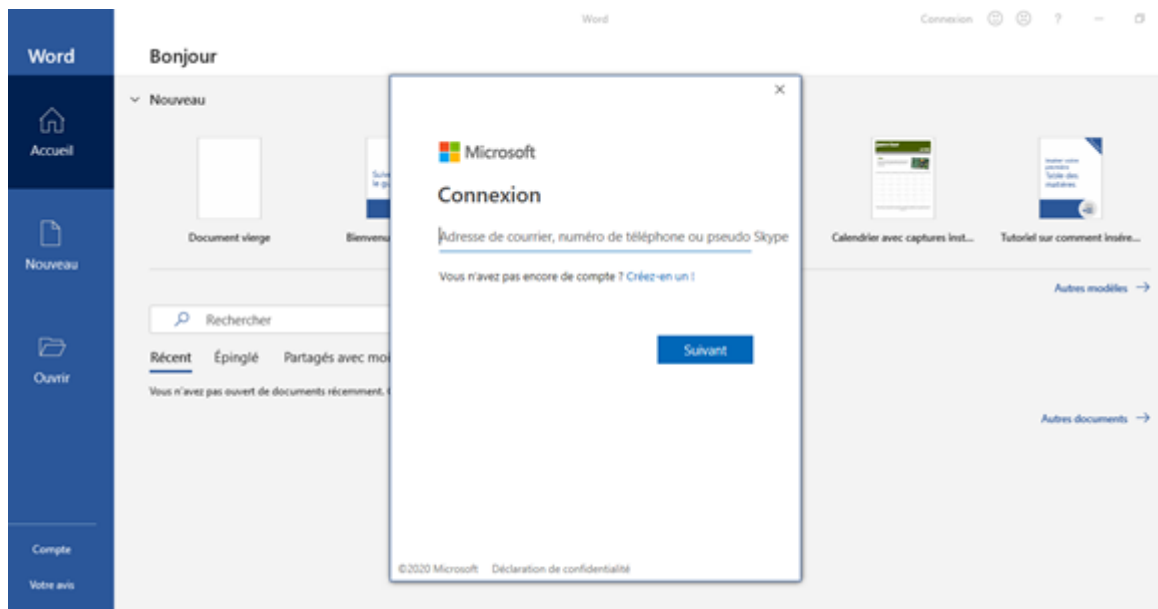 Word
Connexion
?
Word
Bonjour
Accueil
Nouveau
Ouvrir
Compte
Votre avis
Nouveau
Document vierge
Bienvenu
Calendrier avec captures inst...
Tutoriel sur comment insére...
Autres modèles
Rechercher
Récent Épinglé Partagés avec moi
Vous n'avez pas ouvert de documents récemment.
Autres documents
Microsoft
Connexion
Adresse de courrier, numéro de téléphone ou pseudo Skype
Vous n'avez pas encore de compte ? Créez-en un !
Suivant
©2020 Microsoft Déclaration de confidentialité